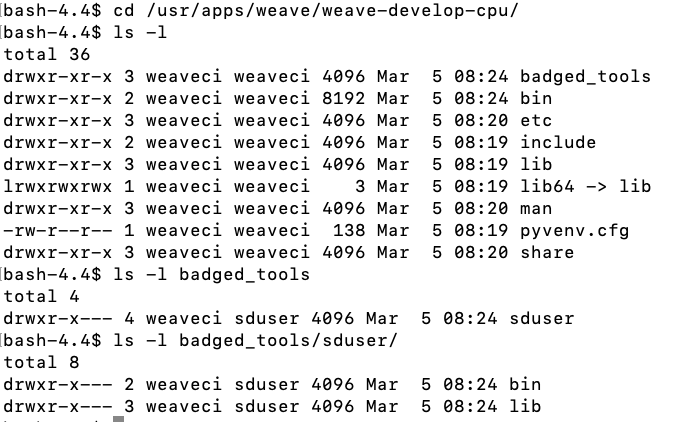 bash-4.4$ cd /usr/apps/weave/weave-develop-cpu/
bash-4.4$ ls -l
total 36
drwxr-xr-x 3 weaveci weaveci 4096 Mar  5 08:24 badged_tools
drwxr-xr-x 2 weaveci weaveci 8192 Mar  5 08:24 bin
drwxr-xr-x 3 weaveci weaveci 4096 Mar  5 08:20 etc
drwxr-xr-x 2 weaveci weaveci 4096 Mar  5 08:19 include
drwxr-xr-x 3 weaveci weaveci 4096 Mar  5 08:19 lib
lrwxrwxrwx 1 weaveci weaveci    3 Mar  5 08:19 lib64 -> lib
drwxr-xr-x 3 weaveci weaveci 4096 Mar  5 08:20 man
-rw-r--r-- 1 weaveci weaveci  138 Mar  5 08:19 pyvenv.cfg
drwxr-xr-x 3 weaveci weaveci 4096 Mar  5 08:20 share
bash-4.4$ ls -l badged_tools
total 4
drwxr-x--- 4 weaveci sduser 4096 Mar  5 08:24 sduser
bash-4.4$ ls -l badged_tools/sduser/
total 8
drwxr-x--- 2 weaveci sduser 4096 Mar  5 08:24 bin
drwxr-x--- 3 weaveci sduser 4096 Mar  5 08:24 lib